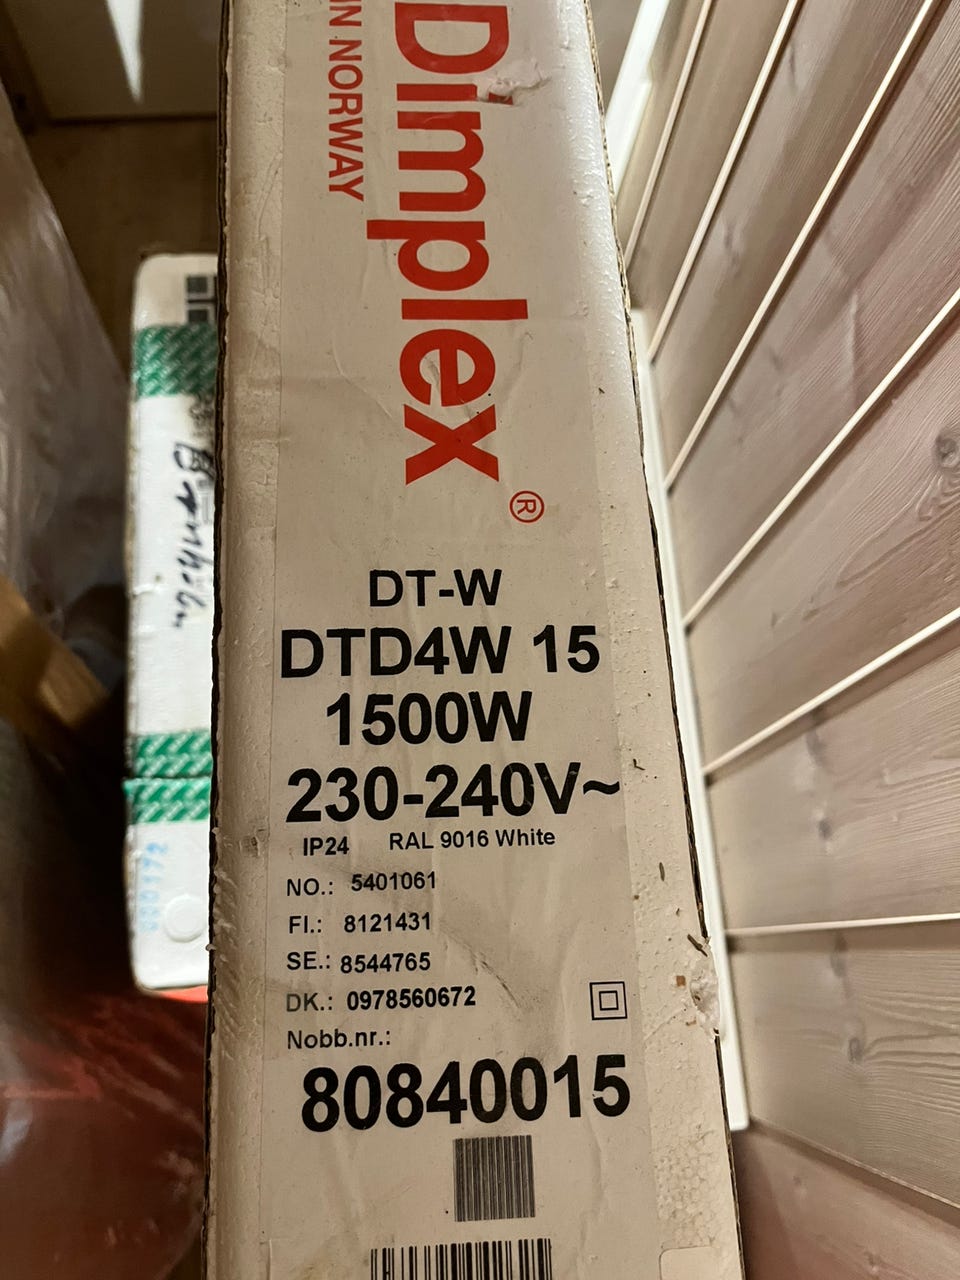 Dimplex®
IN NORWAY
DT-W
DTD4W 15
1500W
230-240V~
IP24 RAL 9016 White
NO.: 5401061
FI.: 8121431
SE.: 8544765
DK.: 0978560672
Nobb.nr.:
80840015